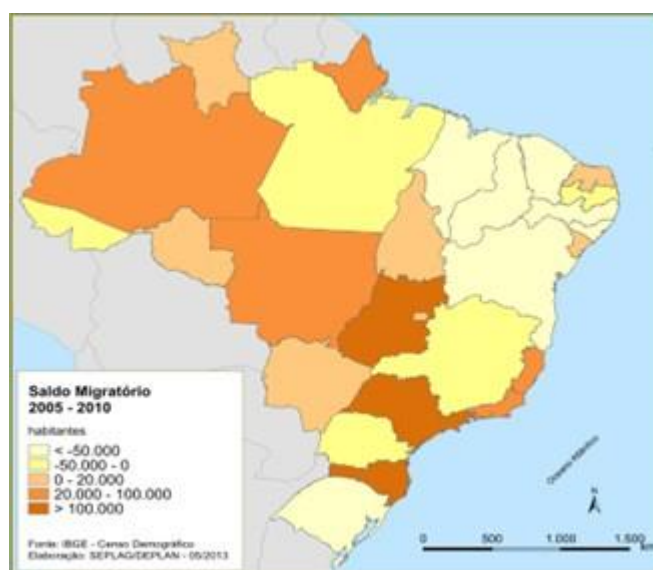 Saldo Migratório
2005 - 2010
habitantes
< -50.000
-50.000 - 0
0 - 20.000
20.000 - 100.000
> 100.000
Fonte: IBGE - Censo Demográfico
Elaboração: SEPLAG/DEPLAN - 05/2013
Oceano Atlântico
N
0 500 1.000 1.500
km